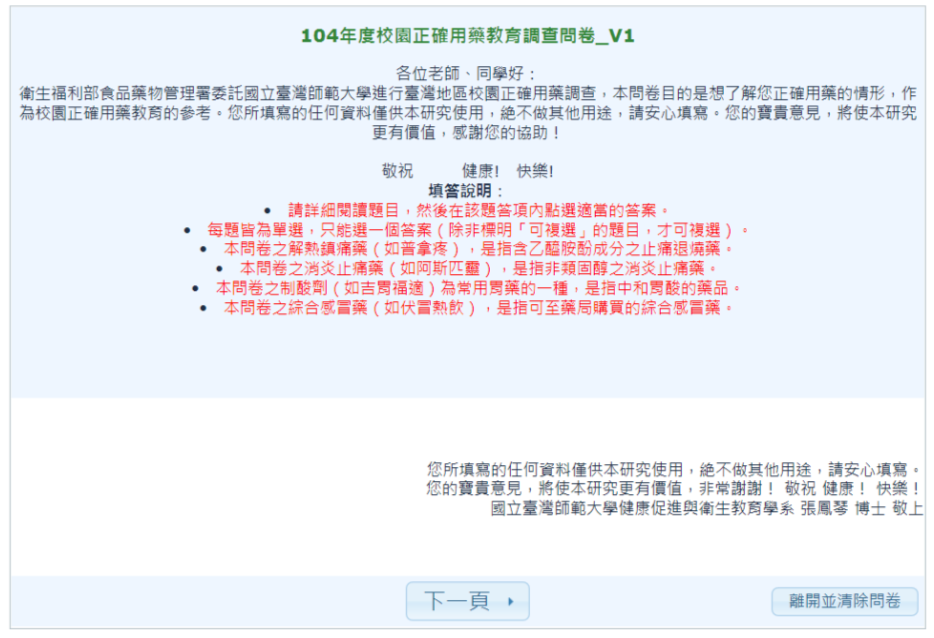 104年度校園正確用藥教育調查問卷_V1
各位老師、同學好：
衛生福利部食品藥物管理署委託國立臺灣師範大學進行臺灣地區校園正確用藥調查，本問卷目的是想了解您正確用藥的情形，作
為校園正確用藥教育的參考。您所填寫的任何資料僅供本研究使用，絶不做其他用途，請安心填寫。您的寶貴意見，將使本研究
更有價值，感謝您的協助！
敬祝 健康! 快樂!
填答說明：
• 請詳細閱讀題目，然後在該題答項內點選適當的答案。
• 每題皆為單選，只能選一個答案（除非標明「可複選」的題目，才可複選）。
• 本問卷之解熱鎮痛藥（如普拿疼），是指含乙醯胺酚成分之止痛退燒藥。
• 本問卷之消炎止痛藥（如阿斯匹靈），是指非類固醇之消炎止痛藥。
• 本問卷之制酸劑（如吉胃福適）為常用胃藥的一種，是指中和胃酸的藥品。
• 本問卷之綜合感冒藥（如伏冒熱飲），是指可至藥局購買的綜合感冒藥。
您所填寫的任何資料僅供本研究使用，絶不做其他用途，請安心填寫。
您的寶貴意見，將使本研究更有價值，非常謝謝！ 敬祝 健康！ 快樂！
國立臺灣師範大學健康促進與衛生教育學系 張鳳琴 博士 敬上
下一頁
離開並清除問卷